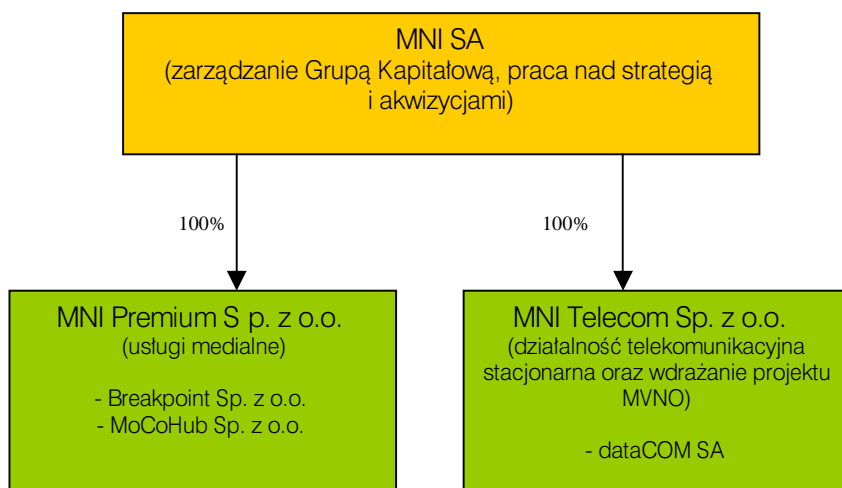 MNI SA
(zarządzanie Grupą Kapitałową, praca nad strategią
i akwizycjami)
100%
100%
MNI Premium S p. z o.o.
(usługi medialne)
- Breakpoint Sp. z o.o.
- MoCoHub Sp. z o.o.
MNI Telecom Sp. z o.o.
(działalność telekomunikacyjna
stacjonarna oraz wdrażanie projektu
MVNO)
- dataCOM SA